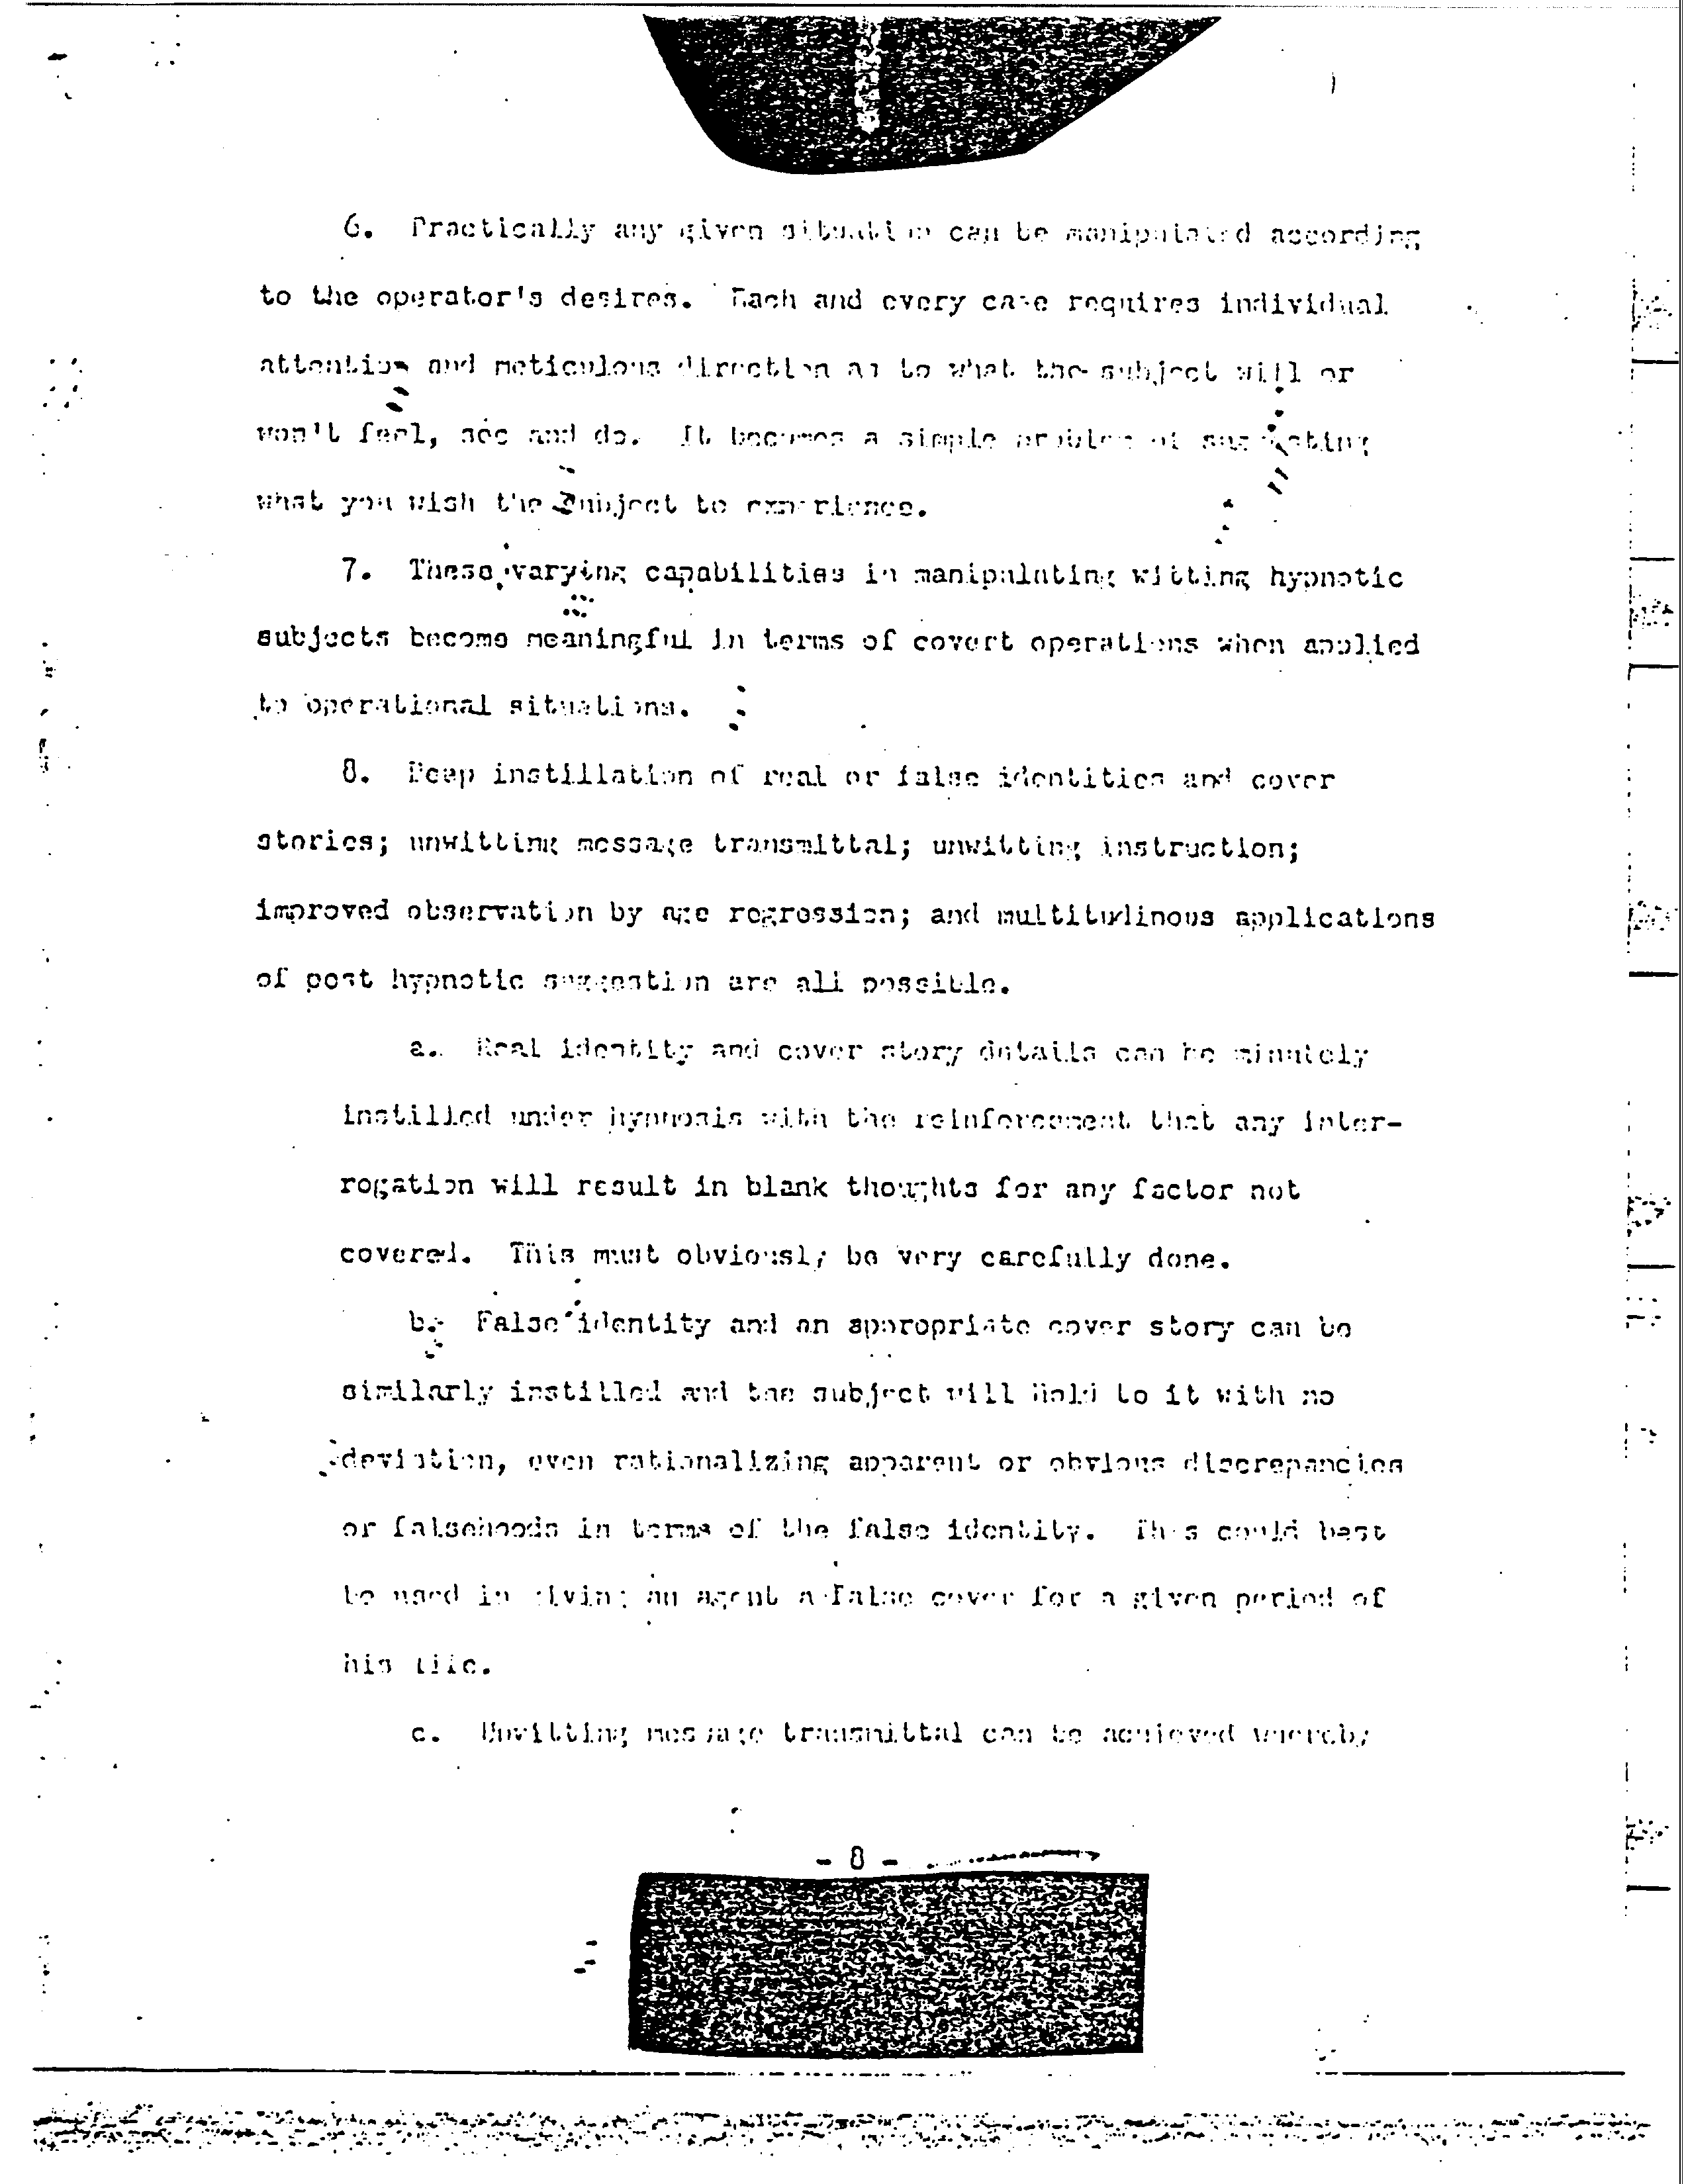 6. Practically any given situation can be manipulated according
to the operator's desires. Each and every case requires individual
attention and meticulous direction as to what the subject will or
won't feel, see and do. It becomes a simple problem of suggesting
what you wish the subject to experience.
7. These varying capabilities in manipulating witting hypnotic
subjects become meaningful in terms of covert operations when applied
to operational situations.
8. Deep instillation of real or false identities and cover
stories; unwitting message transmittal; unwitting instruction;
improved observation by age regression; and multitudinous applications
of post hypnotic suggestion are all possible.
a. Real identity and cover story details can be minutely
instilled under hypnosis with the reinforcement that any inter-
rogation will result in blank thoughts for any factor not
covered. This must obviously be very carefully done.
b. False identity and an appropriate cover story can be
similarly instilled and the subject will hold to it with no
deviation, even rationalizing apparent or obvious discrepancies
or falsehoods in terms of the false identity. This could best
be used in giving an agent a false cover for a given period of
his life.
c. Unwitting message transmittal can be achieved whereby
- 8 -